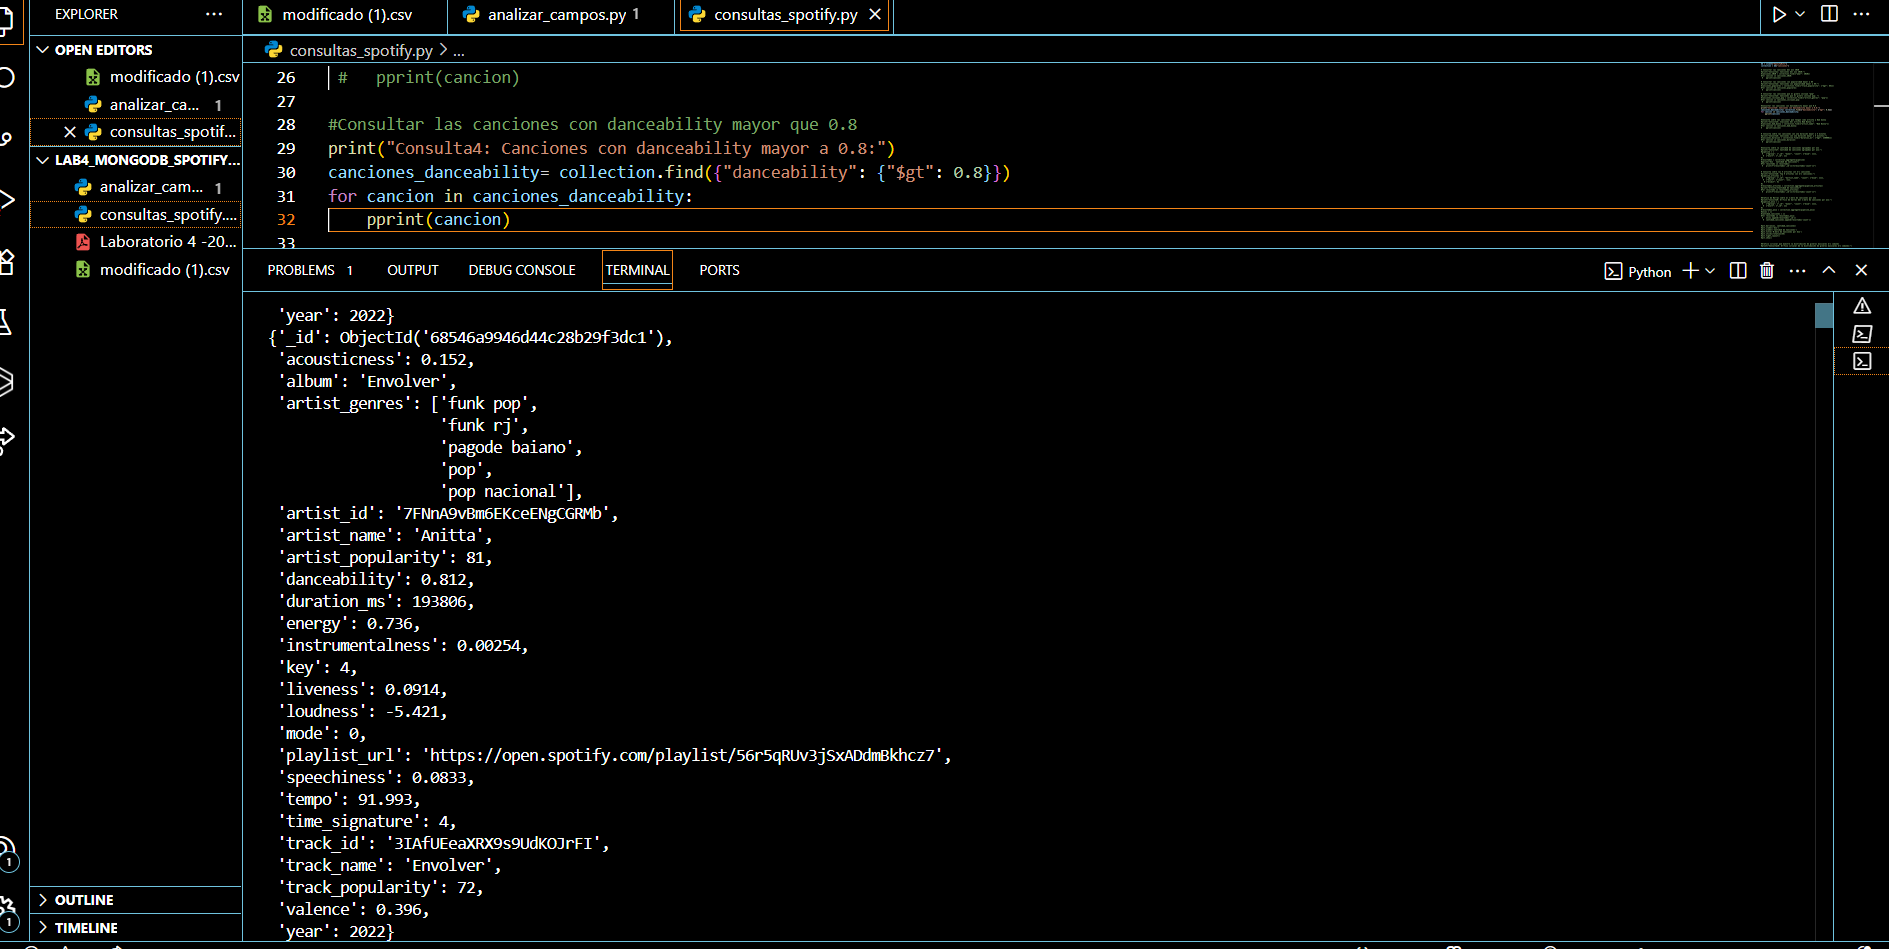 EXPLORER ...
modificado (1).csv
analizar_campos.py 1
consultas_spotify.py
OPEN EDITORS
modificado (1).csv
analizar_ca... 1
consultas_spotif...
LAB4_MONGODB_SPOTIFY...
analizar_cam... 1
consultas_spotify....
Laboratorio 4 -20...
modificado (1).csv
OUTLINE
TIMELINE
1
1
consultas_spotify.py > ...
26 # pprint(cancion)
27
28 #Consultar las canciones con danceability mayor que 0.8
29 print("Consulta4: Canciones con danceability mayor a 0.8:")
30 canciones_danceability= collection.find({"danceability": {"$gt": 0.8}})
31 for cancion in canciones_danceability:
32 pprint(cancion)
33
PROBLEMS 1 OUTPUT DEBUG CONSOLE TERMINAL PORTS
Python
'year': 2022}
{'_id': ObjectId('68546a9946d44c28b29f3dc1'),
'acousticness': 0.152,
'album': 'Envolver',
'artist_genres': ['funk pop',
'funk rj',
'pagode baiano',
'pop',
'pop nacional'],
'artist_id': '7FNnA9vBm6EKceENgCGRMb',
'artist_name': 'Anitta',
'artist_popularity': 81,
'danceability': 0.812,
'duration_ms': 193806,
'energy': 0.736,
'instrumentalness': 0.00254,
'key': 4,
'liveness': 0.0914,
'loudness': -5.421,
'mode': 0,
'playlist_url': 'https://open.spotify.com/playlist/56r5qRUv3jSxADdmBkhcz7',
'speechiness': 0.0833,
'tempo': 91.993,
'time_signature': 4,
'track_id': '3IAfUEeaXRX9s9UdKOJrFI',
'track_name': 'Envolver',
'track_popularity': 72,
'valence': 0.396,
'year': 2022}